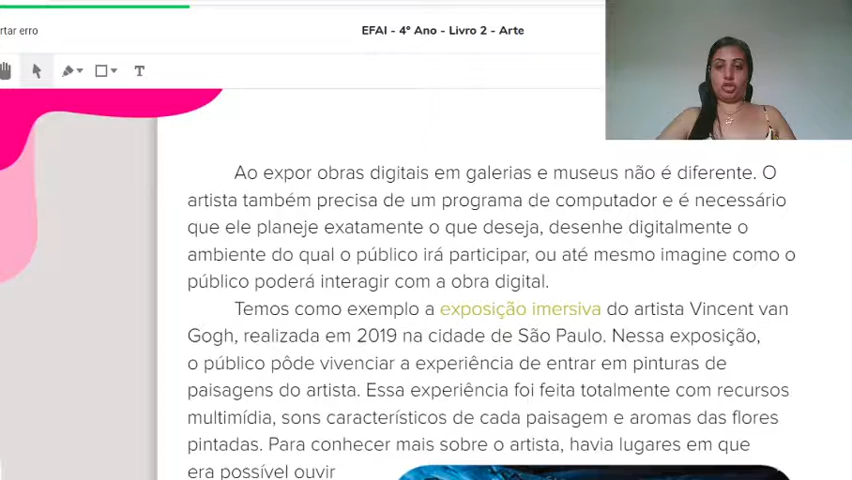 rtar erro
EFAI - 4º Ano - Livro 2 - Arte
T
Ao expor obras digitais em galerias e museus não é diferente. O
artista também precisa de um programa de computador e é necessário
que ele planeje exatamente o que deseja, desenhe digitalmente o
ambiente do qual o público irá participar, ou até mesmo imagine como o
público poderá interagir com a obra digital.
Temos como exemplo a exposição imersiva do artista Vincent van
Gogh, realizada em 2019 na cidade de São Paulo. Nessa exposição,
o público pôde vivenciar a experiência de entrar em pinturas de
paisagens do artista. Essa experiência foi feita totalmente com recursos
multimídia, sons característicos de cada paisagem e aromas das flores
pintadas. Para conhecer mais sobre o artista, havia lugares em que
era possível ouvir